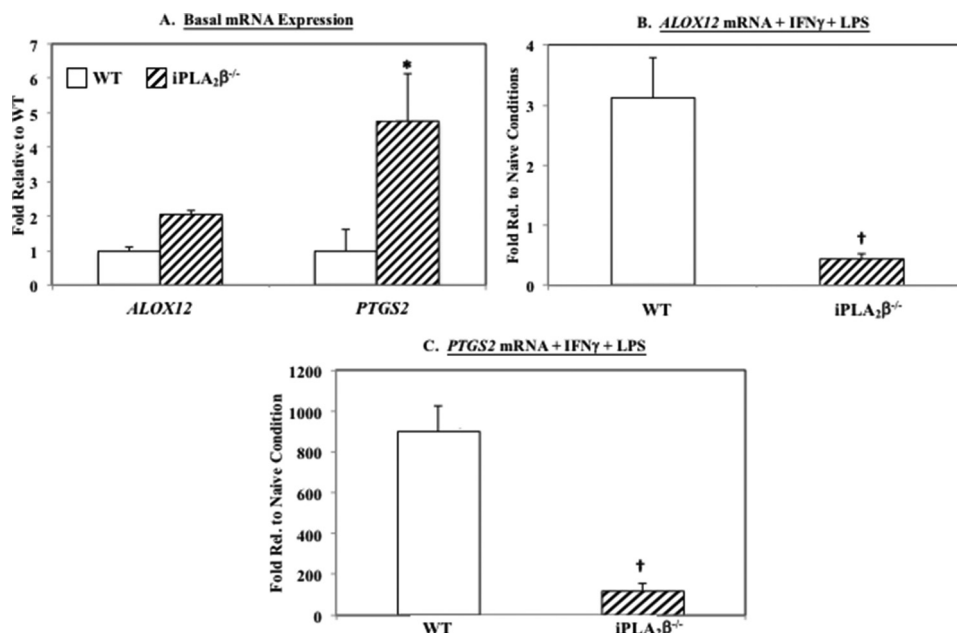 A. Basal mRNA Expression
Fold Relative to WT
7
6
5
4
3
2
1
0
WT
iPLA₂β⁻/⁻
*
ALOX12 PTGS2
B. ALOX12 mRNA + IFNγ + LPS
Fold Rel. to Naive Conditions
4
3
2
1
0
†
WT iPLA₂β⁻/⁻
C. PTGS2 mRNA + IFNγ + LPS
Fold Rel. to Naive Condition
1200
1000
800
600
400
200
0
†
WT iPLA₂β⁻/⁻